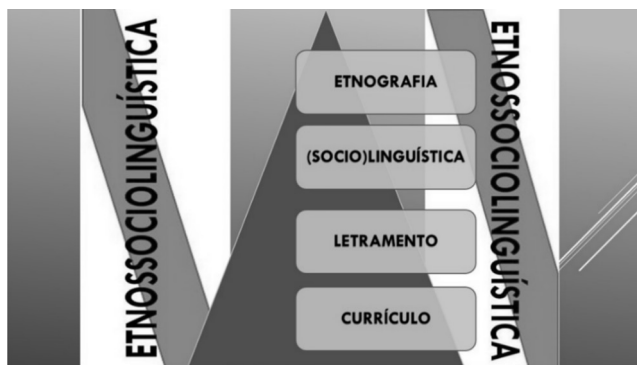 ETNOSSOCIOLINGUÍSTICA
ETNOGRAFIA
(SOCIO)LINGUÍSTICA
LETRAMENTO
CURRÍCULO
ETNOSSOCIOLINGUÍSTICA